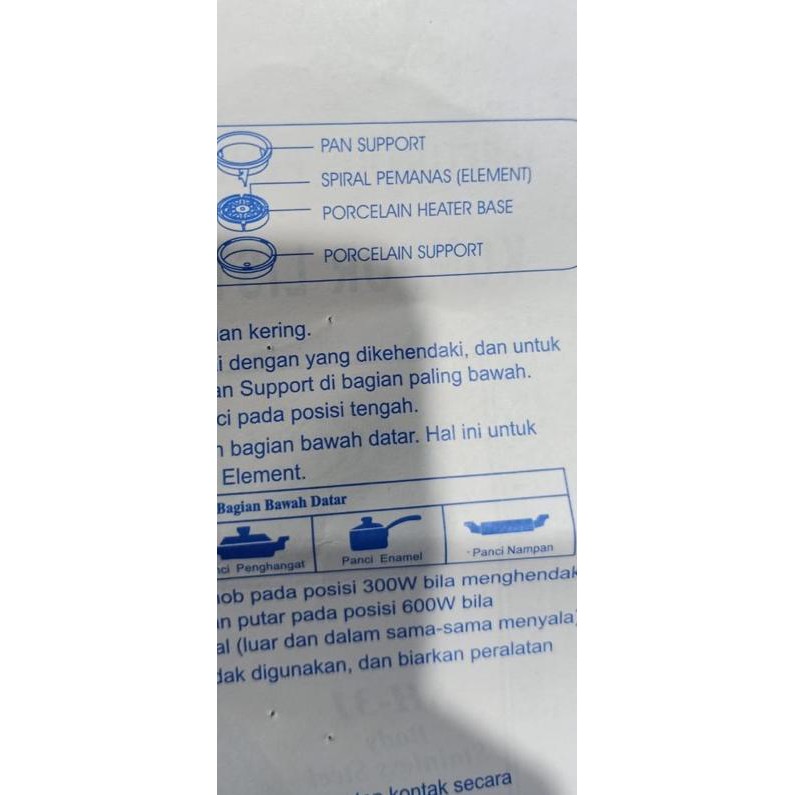 PAN SUPPORT
SPIRAL PEMANAS (ELEMENT)
PORCELAIN HEATER BASE
PORCELAIN SUPPORT
an kering.
i dengan yang dikehendaki, dan untuk
an Support di bagian paling bawah.
ci pada posisi tengah.
bagian bawah datar. Hal ini untuk
Element.
Bagian Bawah Datar
ci Penghangat
Panci Enamel
Panci Nampan
ob pada posisi 300W bila menghendak
n putar pada posisi 600W bila
al (luar dan dalam sama-sama menyala)
dak digunakan, dan biarkan peralatan
kontak secara